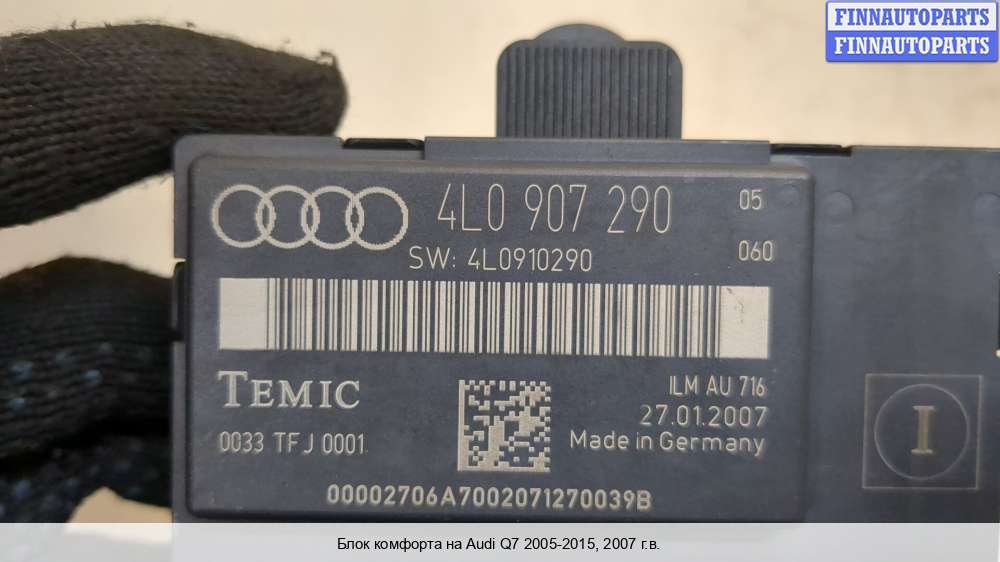 FINNAUTOPARTS
FINNAUTOPARTS
4L0 907 290 05
SW: 4L0910290 060
TEMIC
ILM AU 716
27.01.2007
0033 TFJ 0001
Made in Germany
I
00002706A7002071270039B
Блок комфорта на Audi Q7 2005-2015, 2007 г.в.